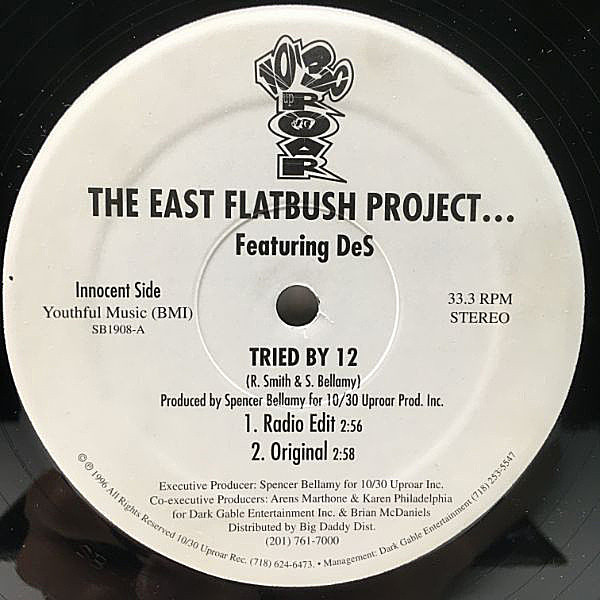 10/30
up
ROAR
THE EAST FLATBUSH PROJECT...
Featuring DeS
Innocent Side
Youthful Music (BMI)
SB1908-A
33.3 RPM
STEREO
TRIED BY 12
(R. Smith & S. Bellamy)
Produced by Spencer Bellamy for 10/30 Uproar Prod. Inc.
1. Radio Edit 2:56
2. Original 2:58
Executive Producer: Spencer Bellamy for 10/30 Uproar Inc.
Co-executive Producers: Arens Marthone & Karen Philadelphia
for Dark Gable Entertainment Inc. & Brian McDaniels
Distributed by Big Daddy Dist.
(201) 761-7000
© ℗ 1996 All Rights Reserved 10/30 Uproar Rec. (718) 624-6473. • Management: Dark Gable Entertainment (718) 253-5547